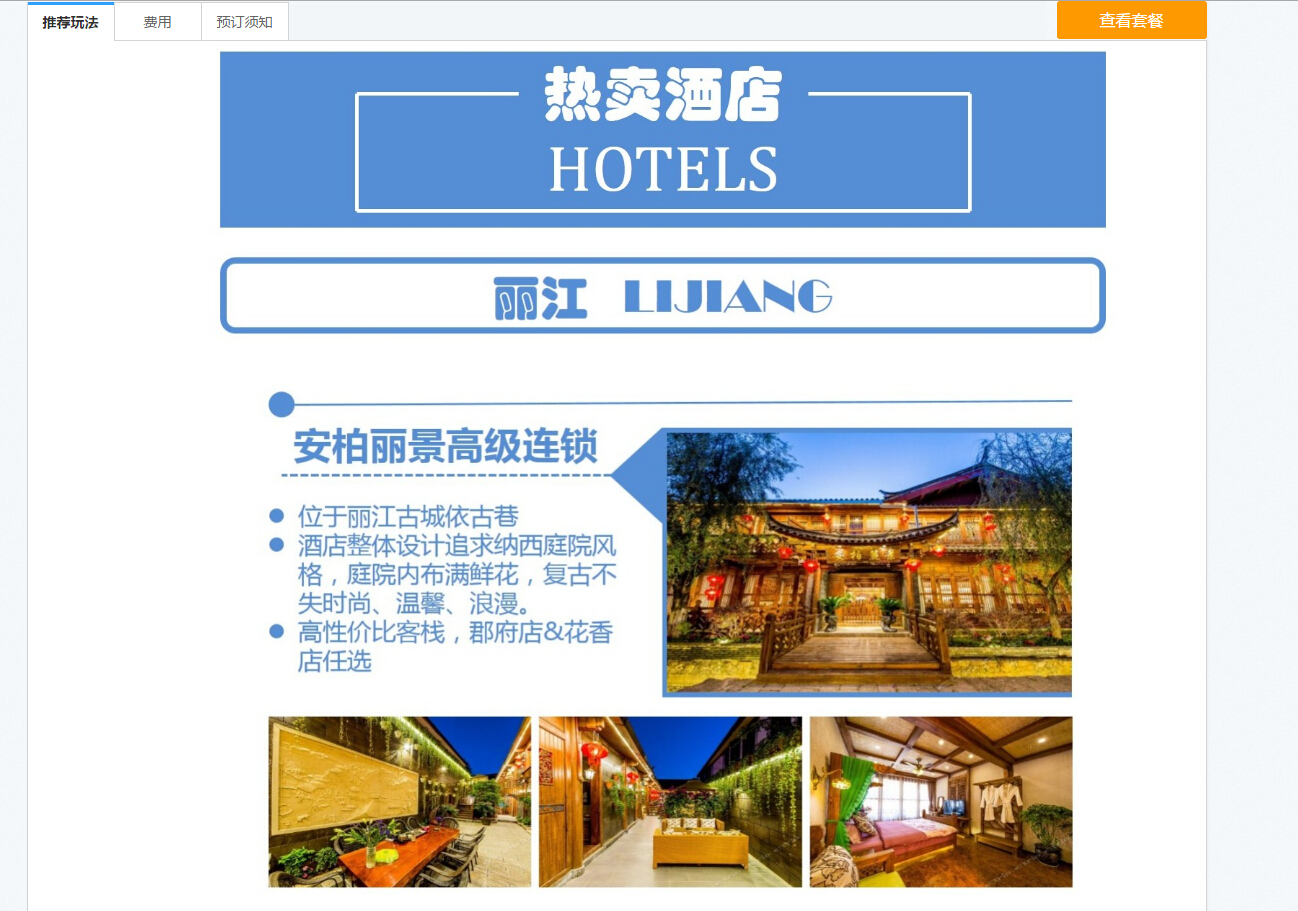 推荐玩法
费用
预订须知
查看套餐
热卖酒店
HOTELS
丽江 LIJIANG
安柏丽景高级连锁
位于丽江古城依古巷
酒店整体设计追求纳西庭院风
格，庭院内布满鲜花，复古不
失时尚、温馨、浪漫。
高性价比客栈，郡府店&花香
店任选